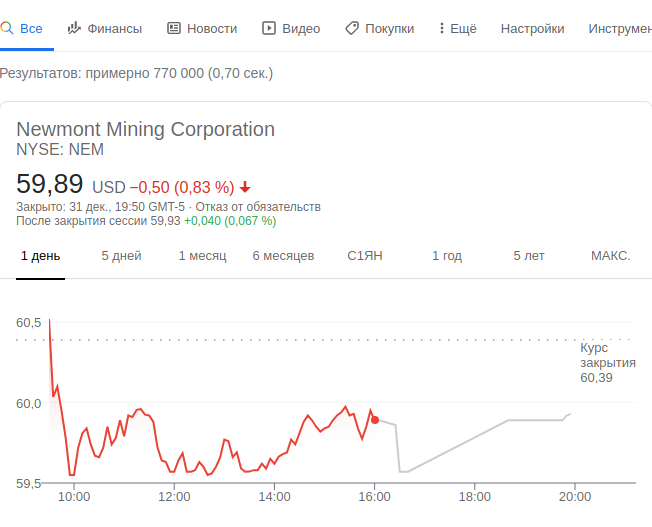 Все Финансы Новости Видео Покупки Ещё Настройки Инструмен
Результатов: примерно 770 000 (0,70 сек.)
Newmont Mining Corporation
NYSE: NEM
59,89 USD −0,50 (0,83 %)
Закрыто: 31 дек., 19:50 GMT-5 · Отказ от обязательств
После закрытия сессии 59,93 +0,040 (0,067 %)
1 день 5 дней 1 месяц 6 месяцев С1ЯН 1 год 5 лет МАКС.
60,5
Курс
закрытия
60,39
60,0
59,5
10:00 12:00 14:00 16:00 18:00 20:00